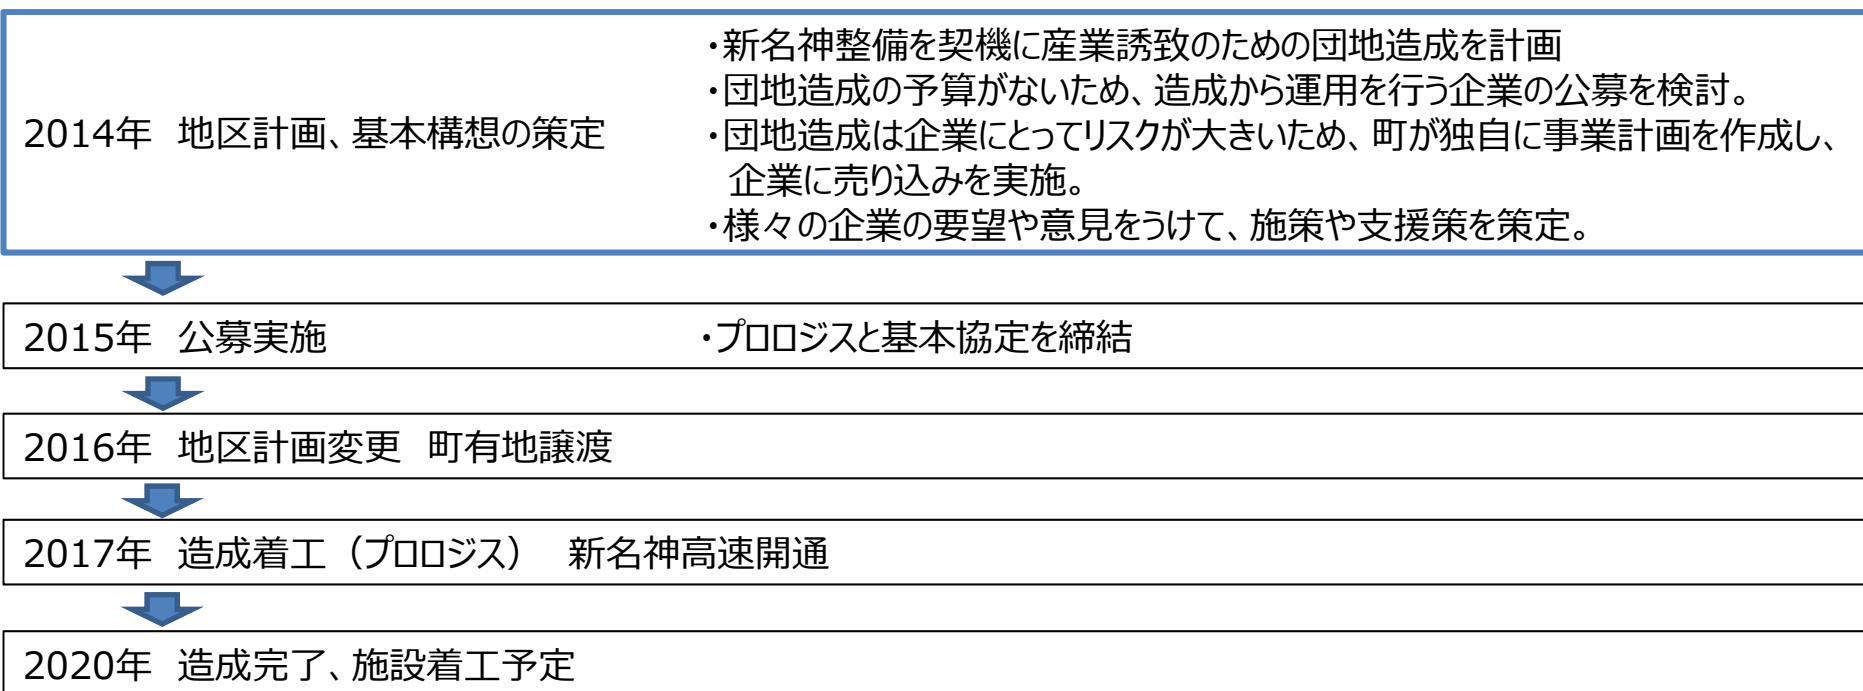 2014年 地区計画、基本構想の策定
・新名神整備を契機に産業誘致のための団地造成を計画
・団地造成の予算がないため、造成から運用を行う企業の公募を検討。
・団地造成は企業にとってリスクが大きいため、町が独自に事業計画を作成し、
企業に売り込みを実施。
・様々の企業の要望や意見をうけて、施策や支援策を策定。
2015年 公募実施 ・プロロジスと基本協定を締結
2016年 地区計画変更 町有地譲渡
2017年 造成着工（プロロジス） 新名神高速開通
2020年 造成完了、施設着工予定